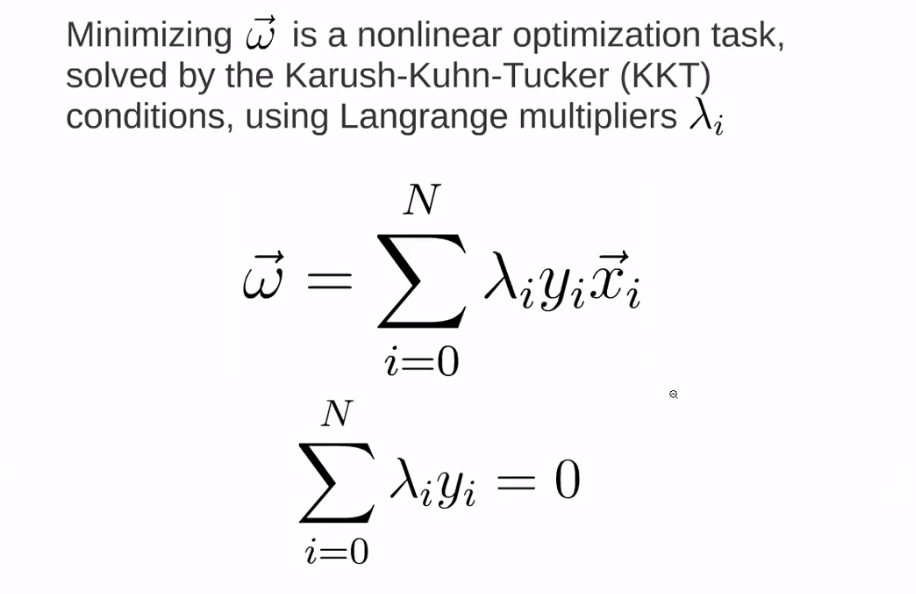 Minimizing $\vec{\omega}$ is a nonlinear optimization task,
solved by the Karush-Kuhn-Tucker (KKT)
conditions, using Langrange multipliers $\lambda_i$
$\vec{\omega} = \sum_{i=0}^{N} \lambda_i y_i \vec{x}_i$
$\sum_{i=0}^{N} \lambda_i y_i = 0$